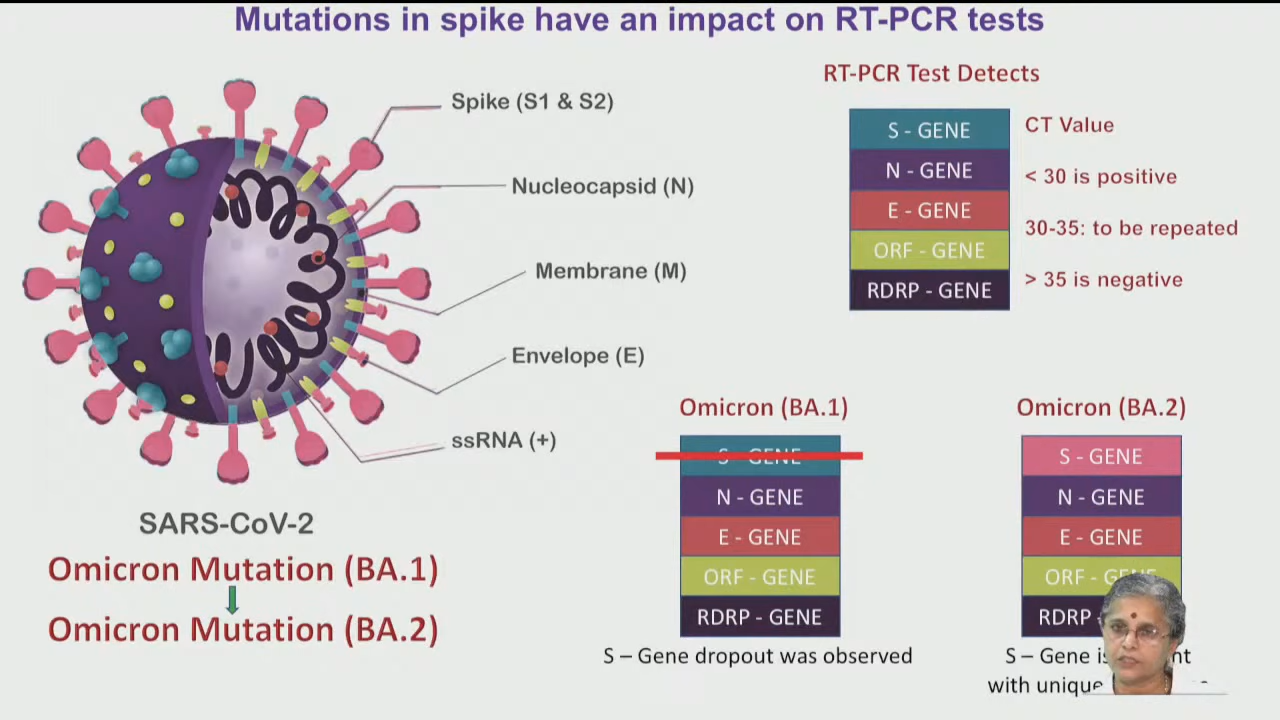 Mutations in spike have an impact on RT-PCR tests
Spike (S1 & S2)
Nucleocapsid (N)
Membrane (M)
Envelope (E)
ssRNA (+)
SARS-CoV-2
Omicron Mutation (BA.1)
Omicron Mutation (BA.2)
RT-PCR Test Detects
S - GENE
N - GENE
E - GENE
ORF - GENE
RDRP - GENE
CT Value
< 30 is positive
30-35: to be repeated
> 35 is negative
Omicron (BA.1)
S - GENE
N - GENE
E - GENE
ORF - GENE
RDRP - GENE
S – Gene dropout was observed
Omicron (BA.2)
S - GENE
N - GENE
E - GENE
ORF - GENE
RDRP
S – Gene is
with unique